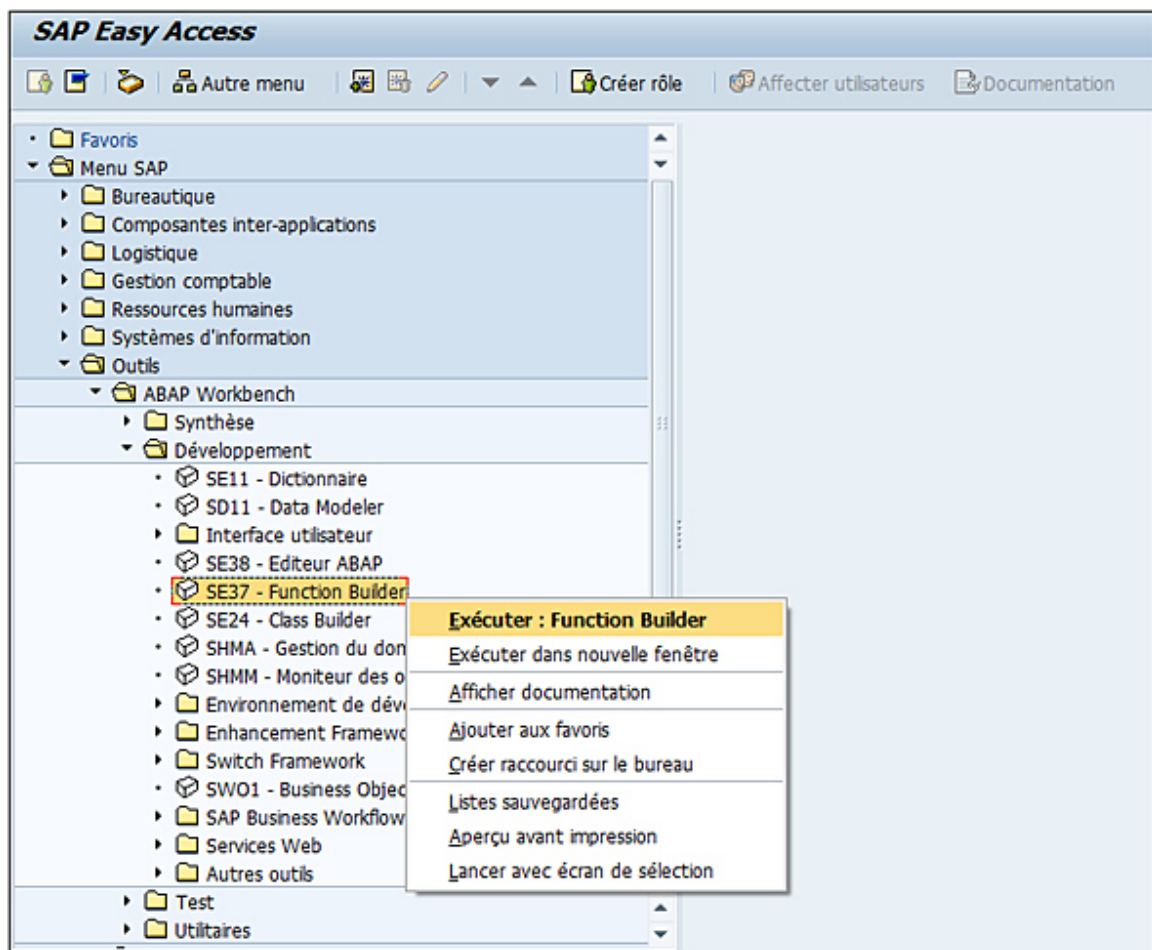 SAP Easy Access
Autre menu Créer rôle Affecter utilisateurs Documentation
Favoris
Menu SAP
Bureautique
Composantes inter-applications
Logistique
Gestion comptable
Ressources humaines
Systèmes d'information
Outils
ABAP Workbench
Synthèse
Développement
SE11 - Dictionnaire
SD11 - Data Modeler
Interface utilisateur
SE38 - Editeur ABAP
SE37 - Function Builder
SE24 - Class Builder
SHMA - Gestion du don
SHMM - Moniteur des o
Environnement de dév
Enhancement Framewo
Switch Framework
SWO1 - Business Objec
SAP Business Workflow
Services Web
Autres outils
Test
Utilitaires
Exécuter : Function Builder
Exécuter dans nouvelle fenêtre
Afficher documentation
Ajouter aux favoris
Créer raccourci sur le bureau
Listes sauvegardées
Aperçu avant impression
Lancer avec écran de sélection